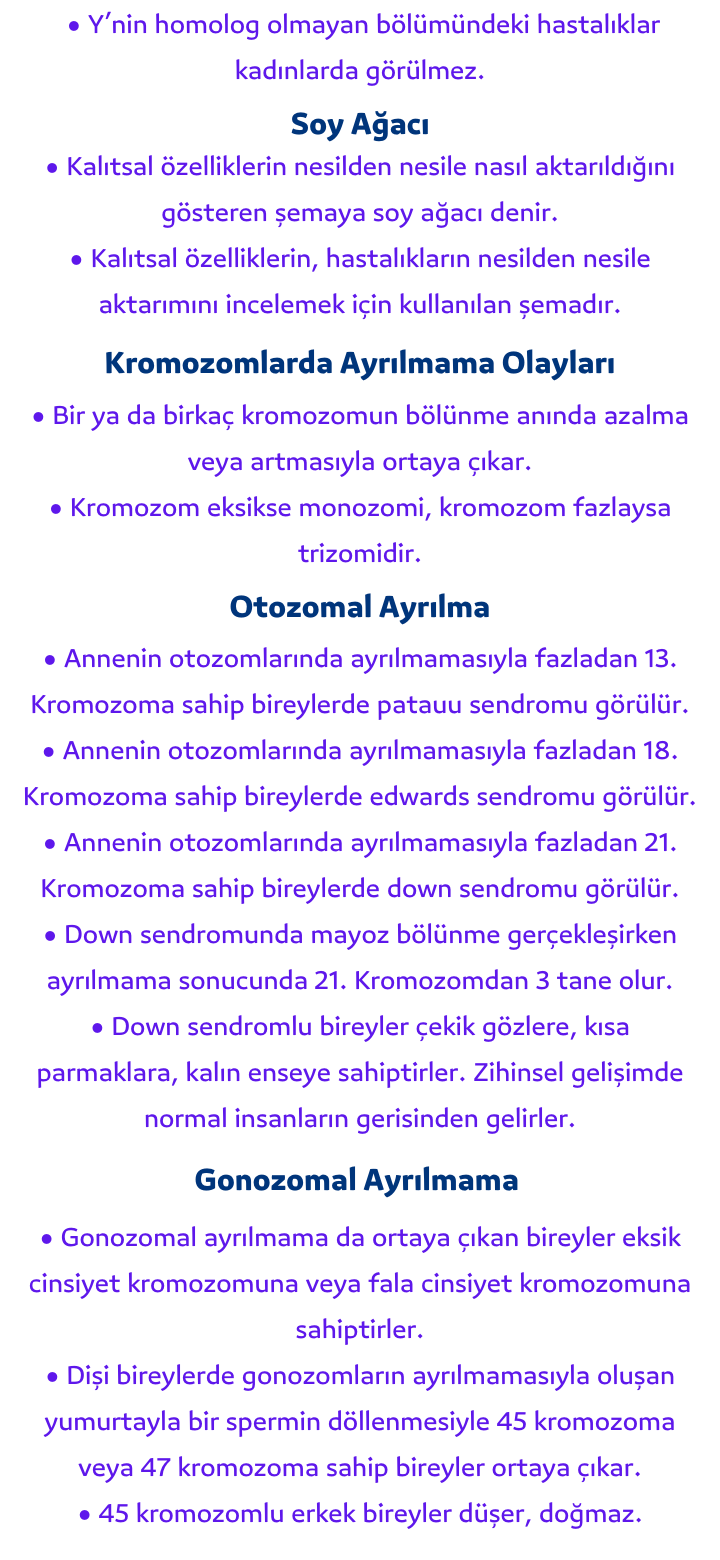 • Y’nin homolog olmayan bölümündeki hastalıklar
kadınlarda görülmez.
Soy Ağacı
• Kalıtsal özelliklerin nesilden nesile nasıl aktarıldığını
gösteren şemaya soy ağacı denir.
• Kalıtsal özelliklerin, hastalıkların nesilden nesile
aktarımını incelemek için kullanılan şemadır.
Kromozomlarda Ayrılmama Olayları
• Bir ya da birkaç kromozomun bölünme anında azalma
veya artmasıyla ortaya çıkar.
• Kromozom eksikse monozomi, kromozom fazlaysa
trizomidir.
Otozomal Ayrılma
• Annenin otozomlarında ayrılmamasıyla fazladan 13.
Kromozoma sahip bireylerde patauu sendromu görülür.
• Annenin otozomlarında ayrılmamasıyla fazladan 18.
Kromozoma sahip bireylerde edwards sendromu görülür.
• Annenin otozomlarında ayrılmamasıyla fazladan 21.
Kromozoma sahip bireylerde down sendromu görülür.
• Down sendromunda mayoz bölünme gerçekleşirken
ayrılmama sonucunda 21. Kromozomdan 3 tane olur.
• Down sendromlu bireyler çekik gözlere, kısa
parmaklara, kalın enseye sahiptirler. Zihinsel gelişimde
normal insanların gerisinden gelirler.
Gonozomal Ayrılmama
• Gonozomal ayrılmama da ortaya çıkan bireyler eksik
cinsiyet kromozomuna veya fala cinsiyet kromozomuna
sahiptirler.
• Dişi bireylerde gonozomların ayrılmamasıyla oluşan
yumurtayla bir spermin döllenmesiyle 45 kromozoma
veya 47 kromozoma sahip bireyler ortaya çıkar.
• 45 kromozomlu erkek bireyler düşer, doğmaz.